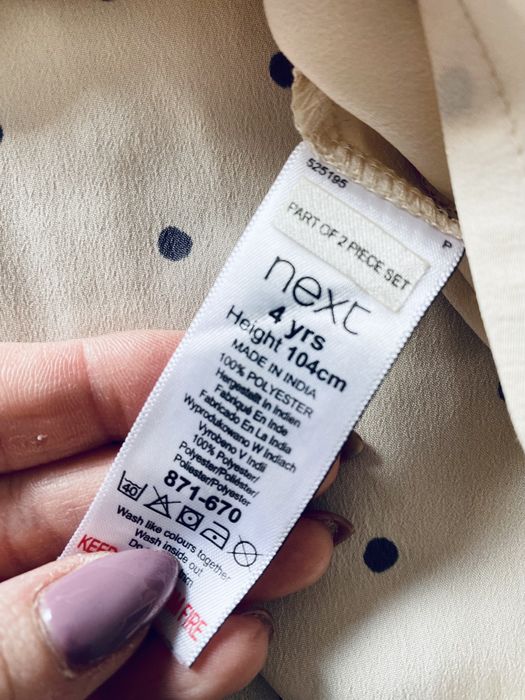 525195
P
PART OF 2 PIECE SET
next
4 yrs
Height 104cm
MADE IN INDIA
100% POLYESTER
Hergestellt in Indien
Fabriqué En Inde
Fabricado En La India
Wyprodukowano W Indiach
Vyrobeno V Indii
100% Polyester/
Polyester/Poliéster/
Poliester/Polyester
871-670
40
Wash like colours together
Wash inside out
KEEP
FIRE